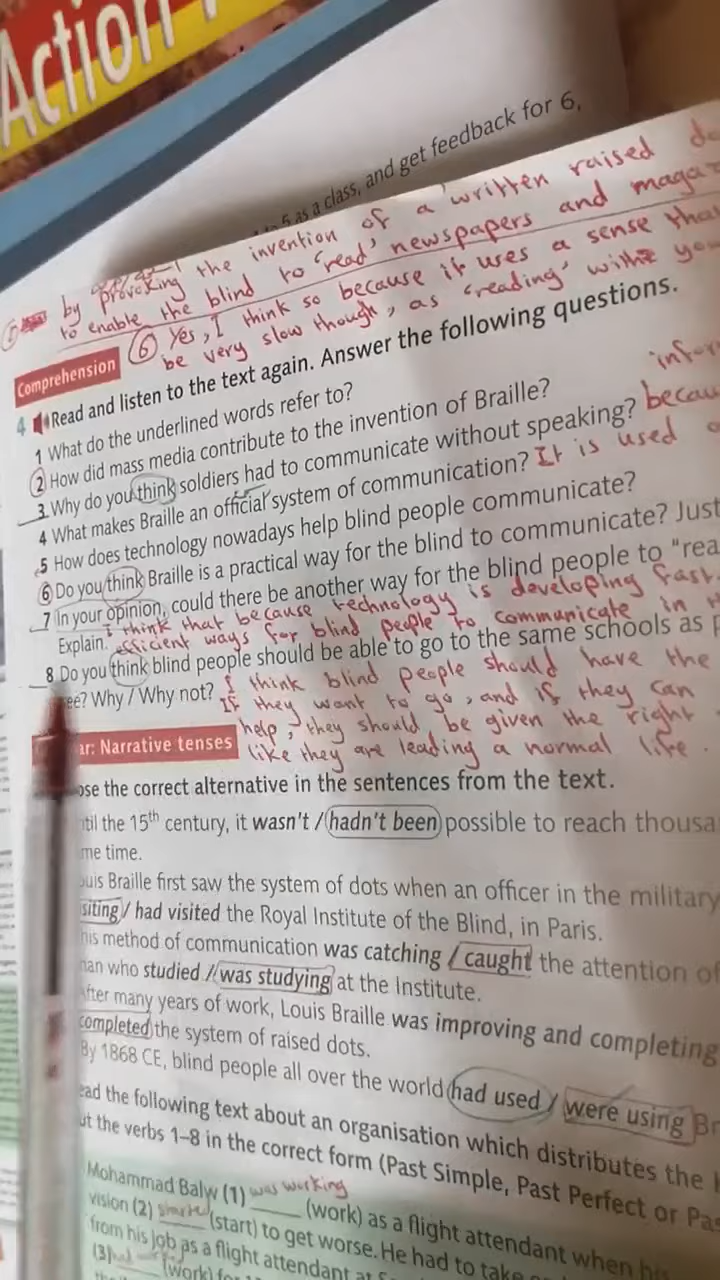 Action
5 as a class, and get feedback for 6,
by provoking the invention of a written raised
to enable the blind to 'read' newspapers and
6 Yes, I think so because it uses a sense
be very slow though, as 'reading' with
Comprehension
4 Read and listen to the text again. Answer the following questions.
1 What do the underlined words refer to?
2 How did mass media contribute to the invention of Braille?
3 Why do you think soldiers had to communicate without speaking?
4 What makes Braille an official system of communication? It is used
5 How does technology nowadays help blind people communicate?
6 Do you think Braille is a practical way for the blind to communicate? Just
7 In your opinion, could there be another way for the blind people to "rea
Explain. I think that because technology is developing fast
efficient ways for blind people to communicate in
8 Do you think blind people should be able to go to the same schools as
ee? Why / Why not? I think blind people should have the
If they want to go, and if they can
help, they should be given the right
like they are leading a normal life.
ar: Narrative tenses
ose the correct alternative in the sentences from the text.
til the 15th century, it wasn't / hadn't been possible to reach thousa
me time.
uis Braille first saw the system of dots when an officer in the military
siting / had visited the Royal Institute of the Blind, in Paris.
his method of communication was catching / caught the attention of
man who studied / was studying at the Institute.
After many years of work, Louis Braille was improving and completing
completed the system of raised dots.
By 1868 CE, blind people all over the world had used / were using Br
ead the following text about an organisation which distributes the
ut the verbs 1–8 in the correct form (Past Simple, Past Perfect or Pas
Mohammad Balw (1) was working (work) as a flight attendant when his
vision (2) started (start) to get worse. He had to take
from his job as a flight attendant at
(3) (work) for